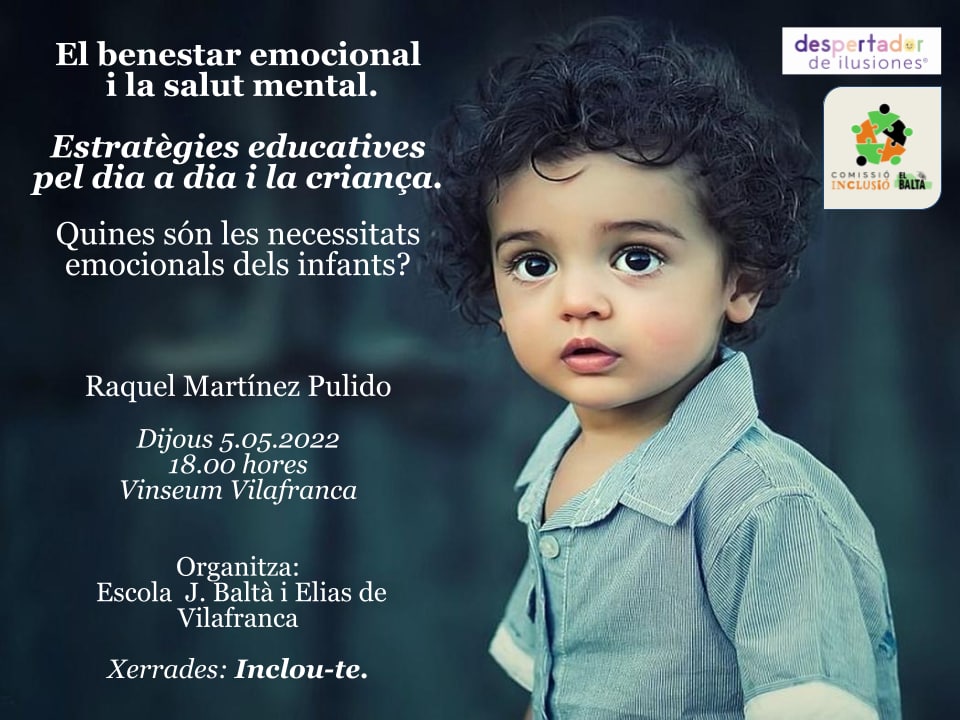 El benestar emocional
i la salut mental.
Estratègies educatives
pel dia a dia i la criança.
Quines són les necessitats
emocionals dels infants?
Raquel Martínez Pulido
Dijous 5.05.2022
18.00 hores
Vinseum Vilafranca
Organitza:
Escola J. Baltà i Elias de
Vilafranca
Xerrades: Inclou-te.
despertador
de ilusiones®
COMISSIÓ
INCLUSIÓ
EL
BALTÀ